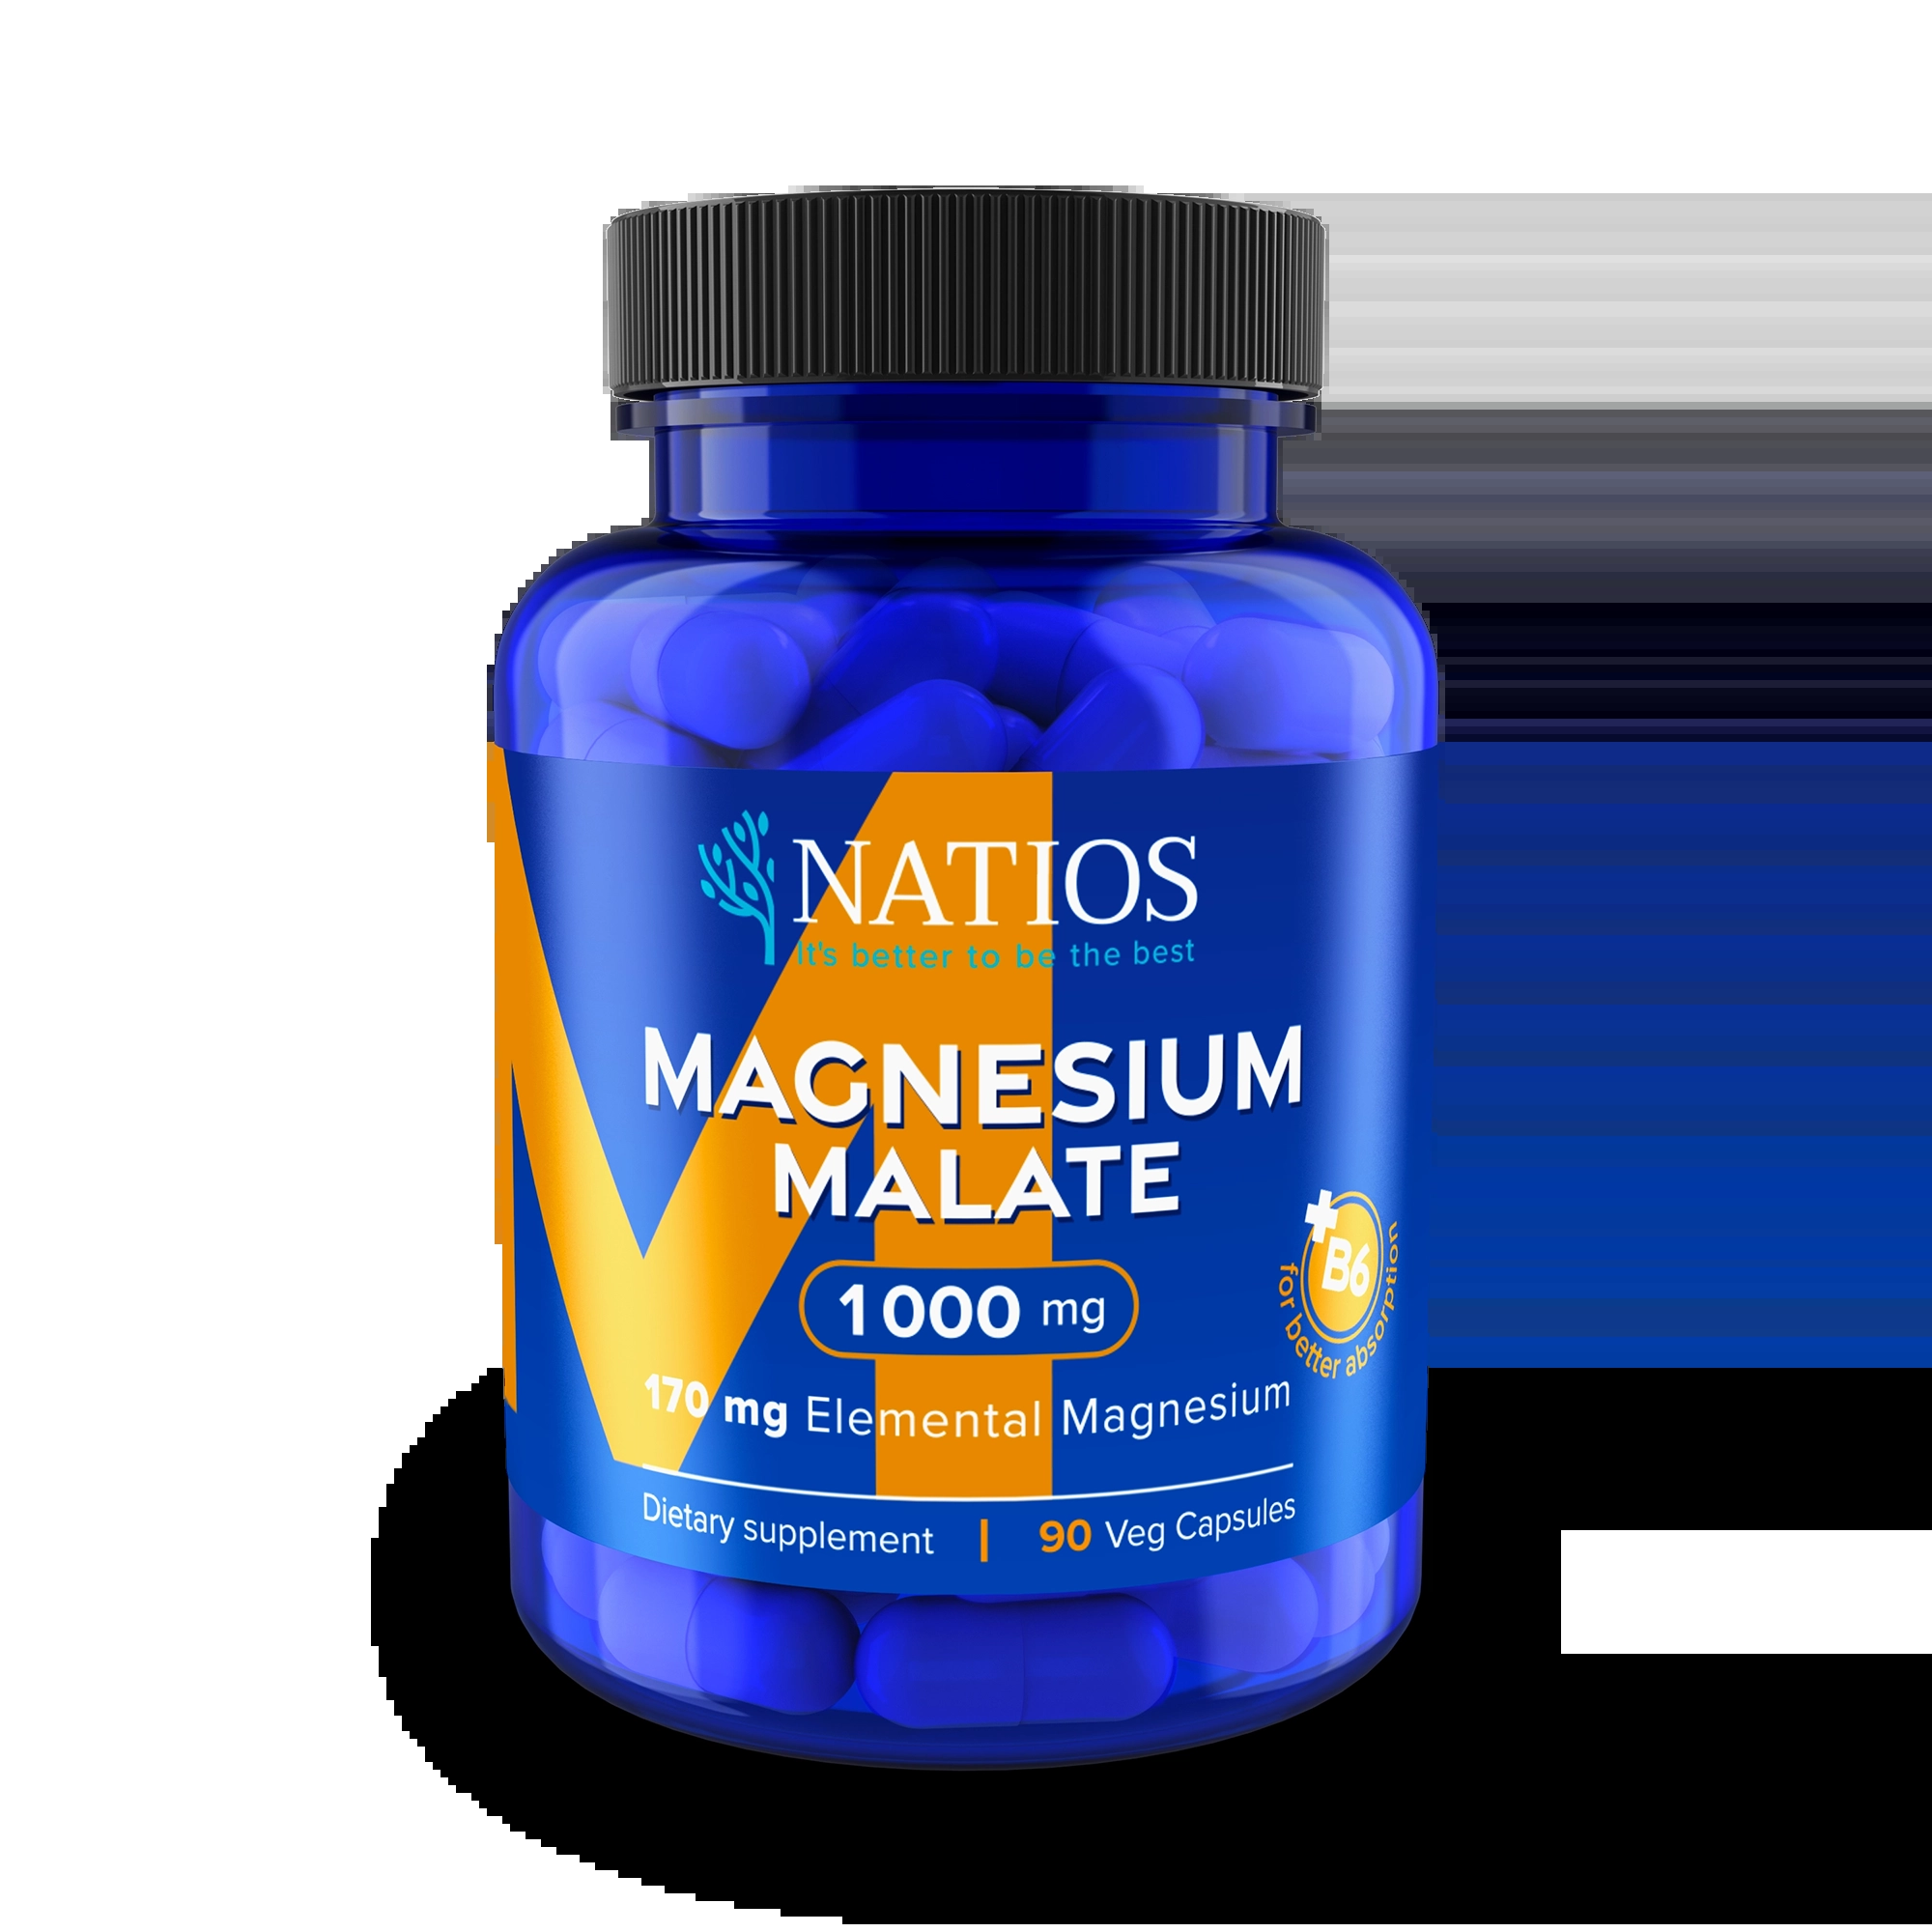 NATIOS
It's better to be the best
MAGNESIUM
MALATE
1000 mg
+B6
for better absorption
170 mg Elemental Magnesium
Dietary supplement | 90 Veg Capsules